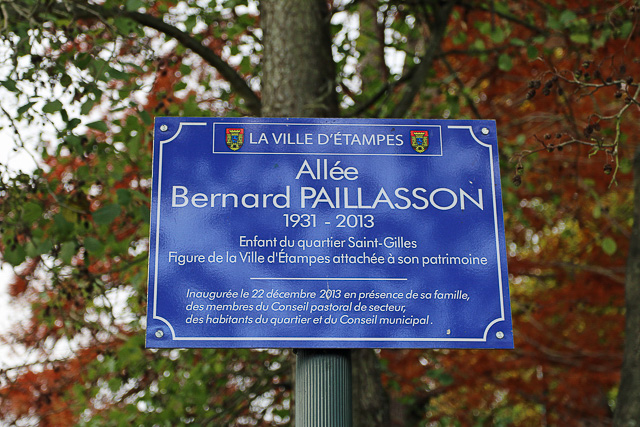 LA VILLE D'ÉTAMPES
Allée
Bernard PAILLASSON
1931 - 2013
Enfant du quartier Saint-Gilles
Figure de la Ville d'Étampes attachée à son patrimoine
Inaugurée le 22 décembre 2013 en présence de sa famille,
des membres du Conseil pastoral de secteur,
des habitants du quartier et du Conseil municipal.